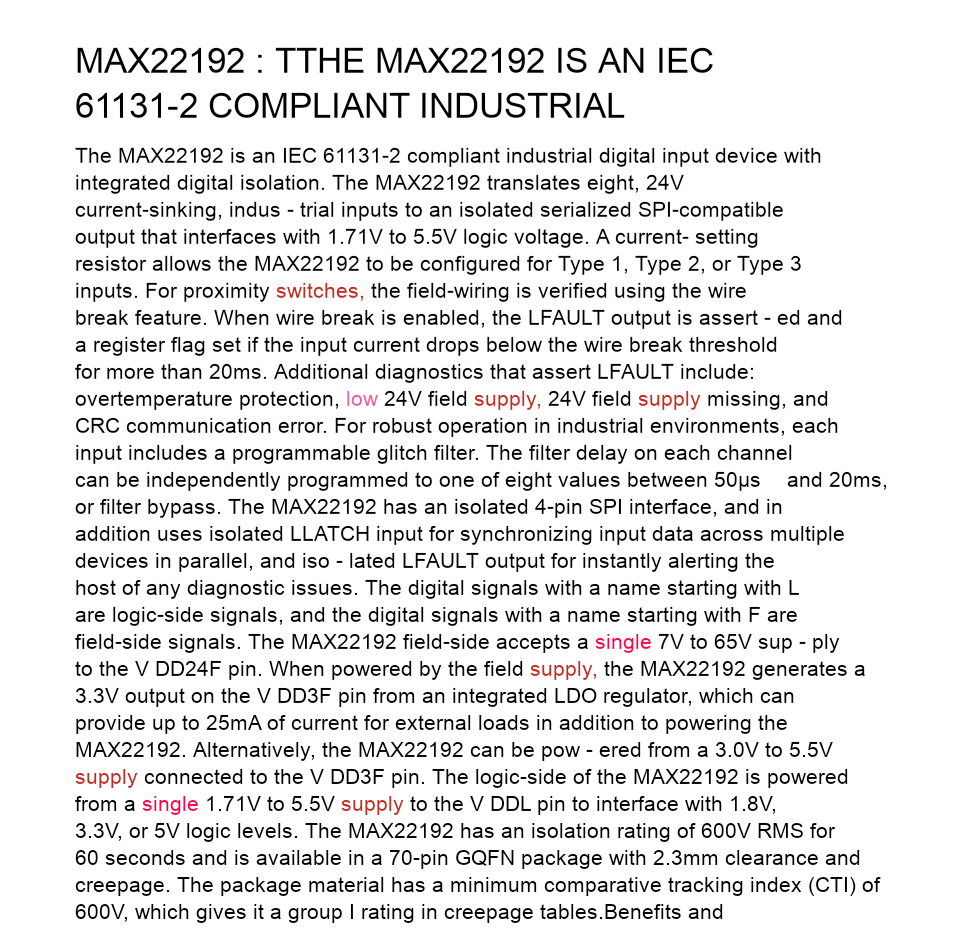 MAX22192 : TTHE MAX22192 IS AN IEC
61131-2 COMPLIANT INDUSTRIAL
The MAX22192 is an IEC 61131-2 compliant industrial digital input device with
integrated digital isolation. The MAX22192 translates eight, 24V
current-sinking, indus - trial inputs to an isolated serialized SPI-compatible
output that interfaces with 1.71V to 5.5V logic voltage. A current- setting
resistor allows the MAX22192 to be configured for Type 1, Type 2, or Type 3
inputs. For proximity switches, the field-wiring is verified using the wire
break feature. When wire break is enabled, the LFAULT output is assert - ed and
a register flag set if the input current drops below the wire break threshold
for more than 20ms. Additional diagnostics that assert LFAULT include:
overtemperature protection, low 24V field supply, 24V field supply missing, and
CRC communication error. For robust operation in industrial environments, each
input includes a programmable glitch filter. The filter delay on each channel
can be independently programmed to one of eight values between 50µs and 20ms,
or filter bypass. The MAX22192 has an isolated 4-pin SPI interface, and in
addition uses isolated LLATCH input for synchronizing input data across multiple
devices in parallel, and iso - lated LFAULT output for instantly alerting the
host of any diagnostic issues. The digital signals with a name starting with L
are logic-side signals, and the digital signals with a name starting with F are
field-side signals. The MAX22192 field-side accepts a single 7V to 65V sup - ply
to the V DD24F pin. When powered by the field supply, the MAX22192 generates a
3.3V output on the V DD3F pin from an integrated LDO regulator, which can
provide up to 25mA of current for external loads in addition to powering the
MAX22192. Alternatively, the MAX22192 can be pow - ered from a 3.0V to 5.5V
supply connected to the V DD3F pin. The logic-side of the MAX22192 is powered
from a single 1.71V to 5.5V supply to the V DDL pin to interface with 1.8V,
3.3V, or 5V logic levels. The MAX22192 has an isolation rating of 600V RMS for
60 seconds and is available in a 70-pin GQFN package with 2.3mm clearance and
creepage. The package material has a minimum comparative tracking index (CTI) of
600V, which gives it a group I rating in creepage tables.Benefits and